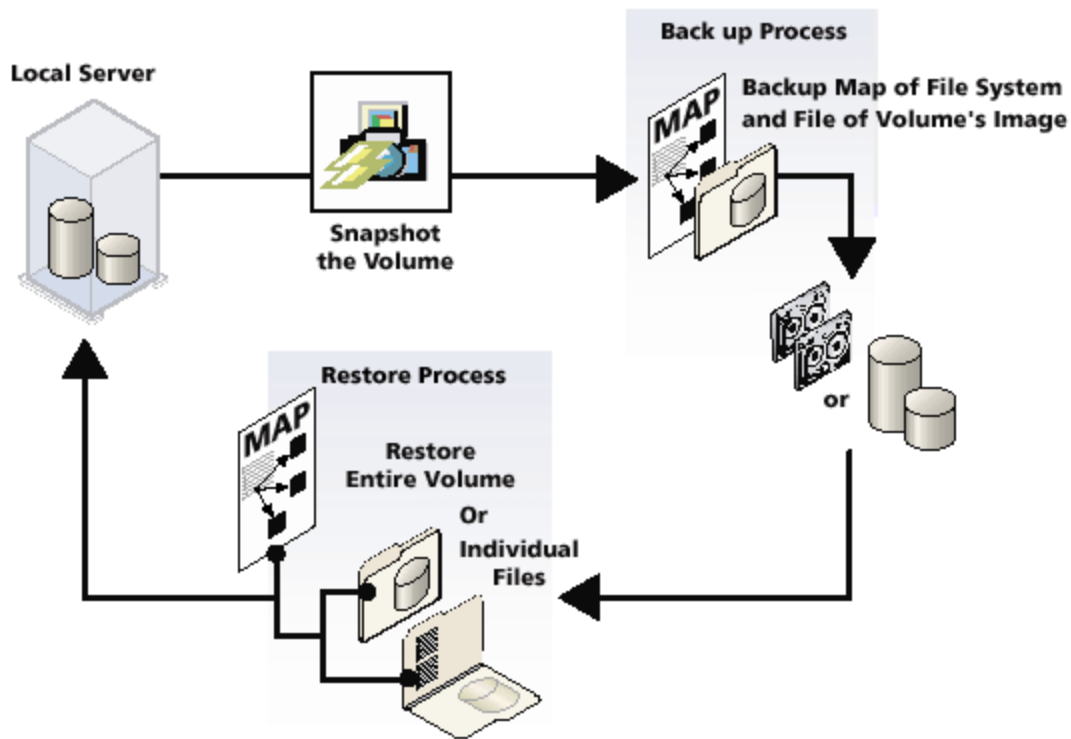 Back up Process
Local Server
Backup Map of File System
and File of Volume's Image
MAP
Snapshot
the Volume
or
Restore Process
MAP
Restore
Entire Volume
Or
Individual
Files